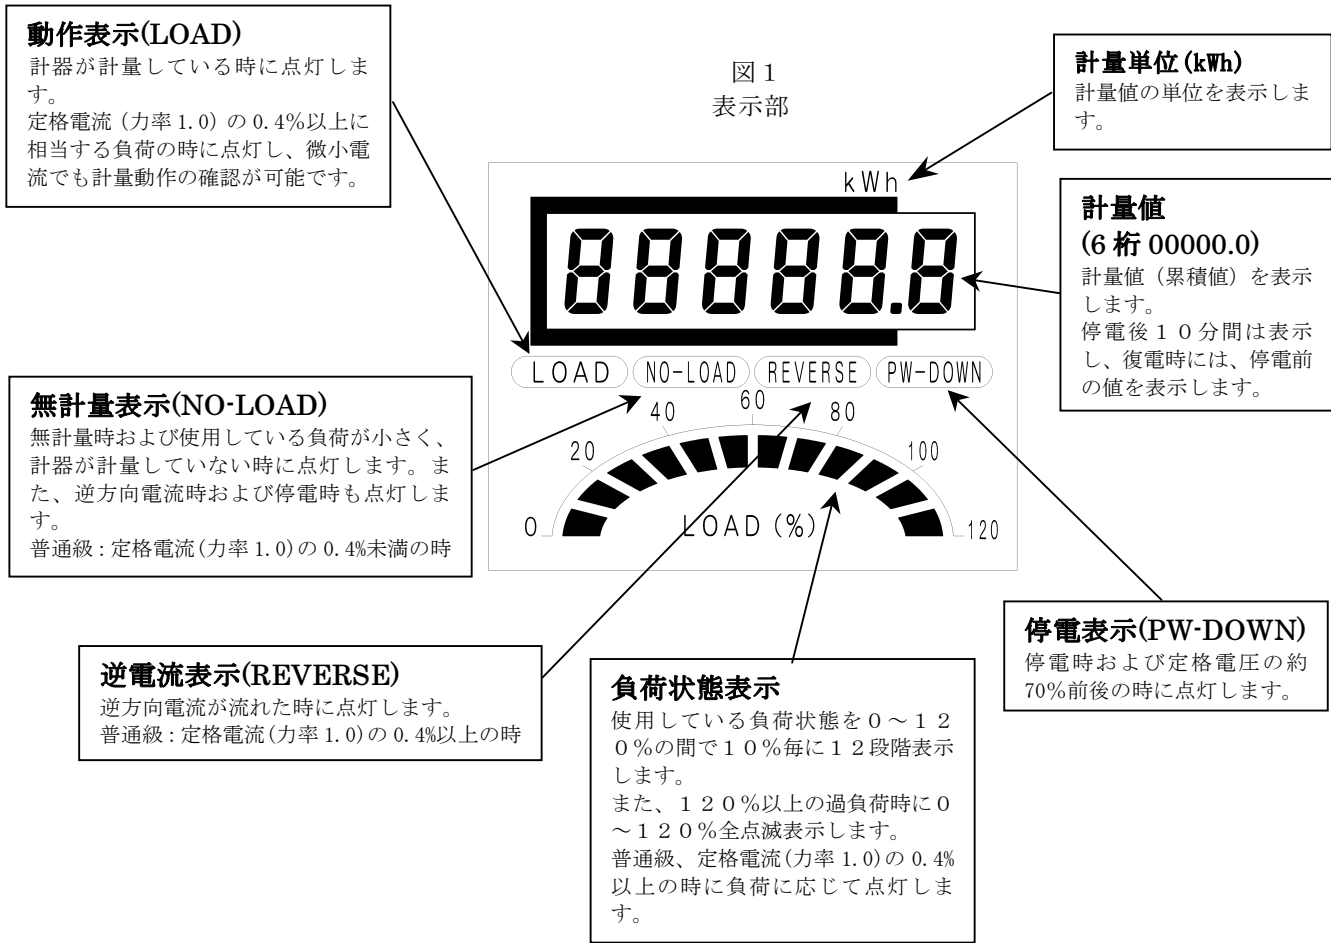 動作表示(LOAD)
計器が計量している時に点灯しま
す。
定格電流（力率 1.0）の 0.4%以上に
相当する負荷の時に点灯し、微小電
流でも計量動作の確認が可能です。
図１
表示部
計量単位(kWh)
計量値の単位を表示しま
す。
計量値
(6 桁 00000.0)
計量値（累積値）を表示
します。
停電後１０分間は表示
し、復電時には、停電前
の値を表示します。
kWh
88888.8
LOAD NO-LOAD REVERSE PW-DOWN
0 20 40 60 80 100 120
LOAD(%)
無計量表示(NO-LOAD)
無計量時および使用している負荷が小さく、
計器が計量していない時に点灯します。ま
た、逆方向電流時および停電時も点灯しま
す。
普通級：定格電流(力率 1.0)の 0.4%未満の時
逆電流表示(REVERSE)
逆方向電流が流れた時に点灯します。
普通級：定格電流(力率 1.0)の 0.4%以上の時
負荷状態表示
使用している負荷状態を０～１２
０％の間で１０％毎に１２段階表示
します。
また、１２０％以上の過負荷時に０
～１２０％全点滅表示します。
普通級、定格電流(力率 1.0)の 0.4%
以上の時に負荷に応じて点灯しま
す。
停電表示(PW-DOWN)
停電時および定格電圧の約
70%前後の時に点灯します。